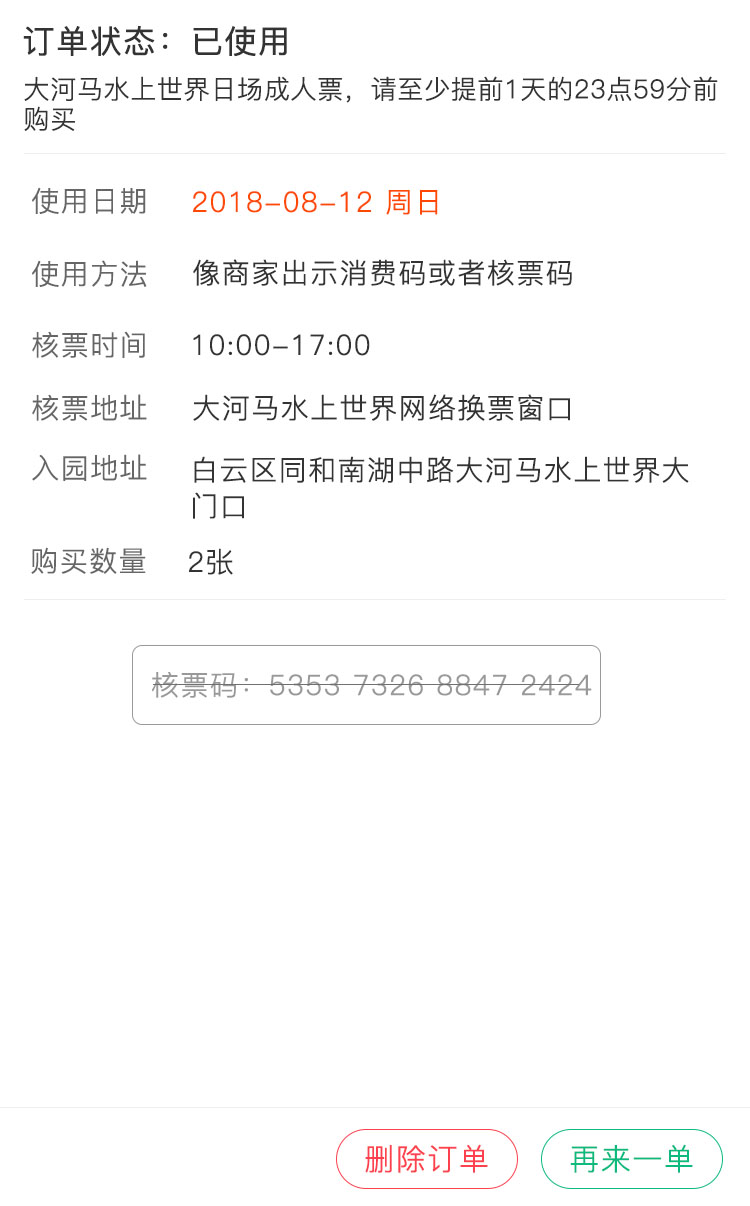 订单状态：已使用
大河马水上世界日场成人票，请至少提前1天的23点59分前
购买
使用日期 2018-08-12 周日
使用方法 像商家出示消费码或者核票码
核票时间 10:00-17:00
核票地址 大河马水上世界网络换票窗口
入园地址 白云区同和南湖中路大河马水上世界大
门口
购买数量 2张
核票码：5353 7326 8847 2424
删除订单 再来一单